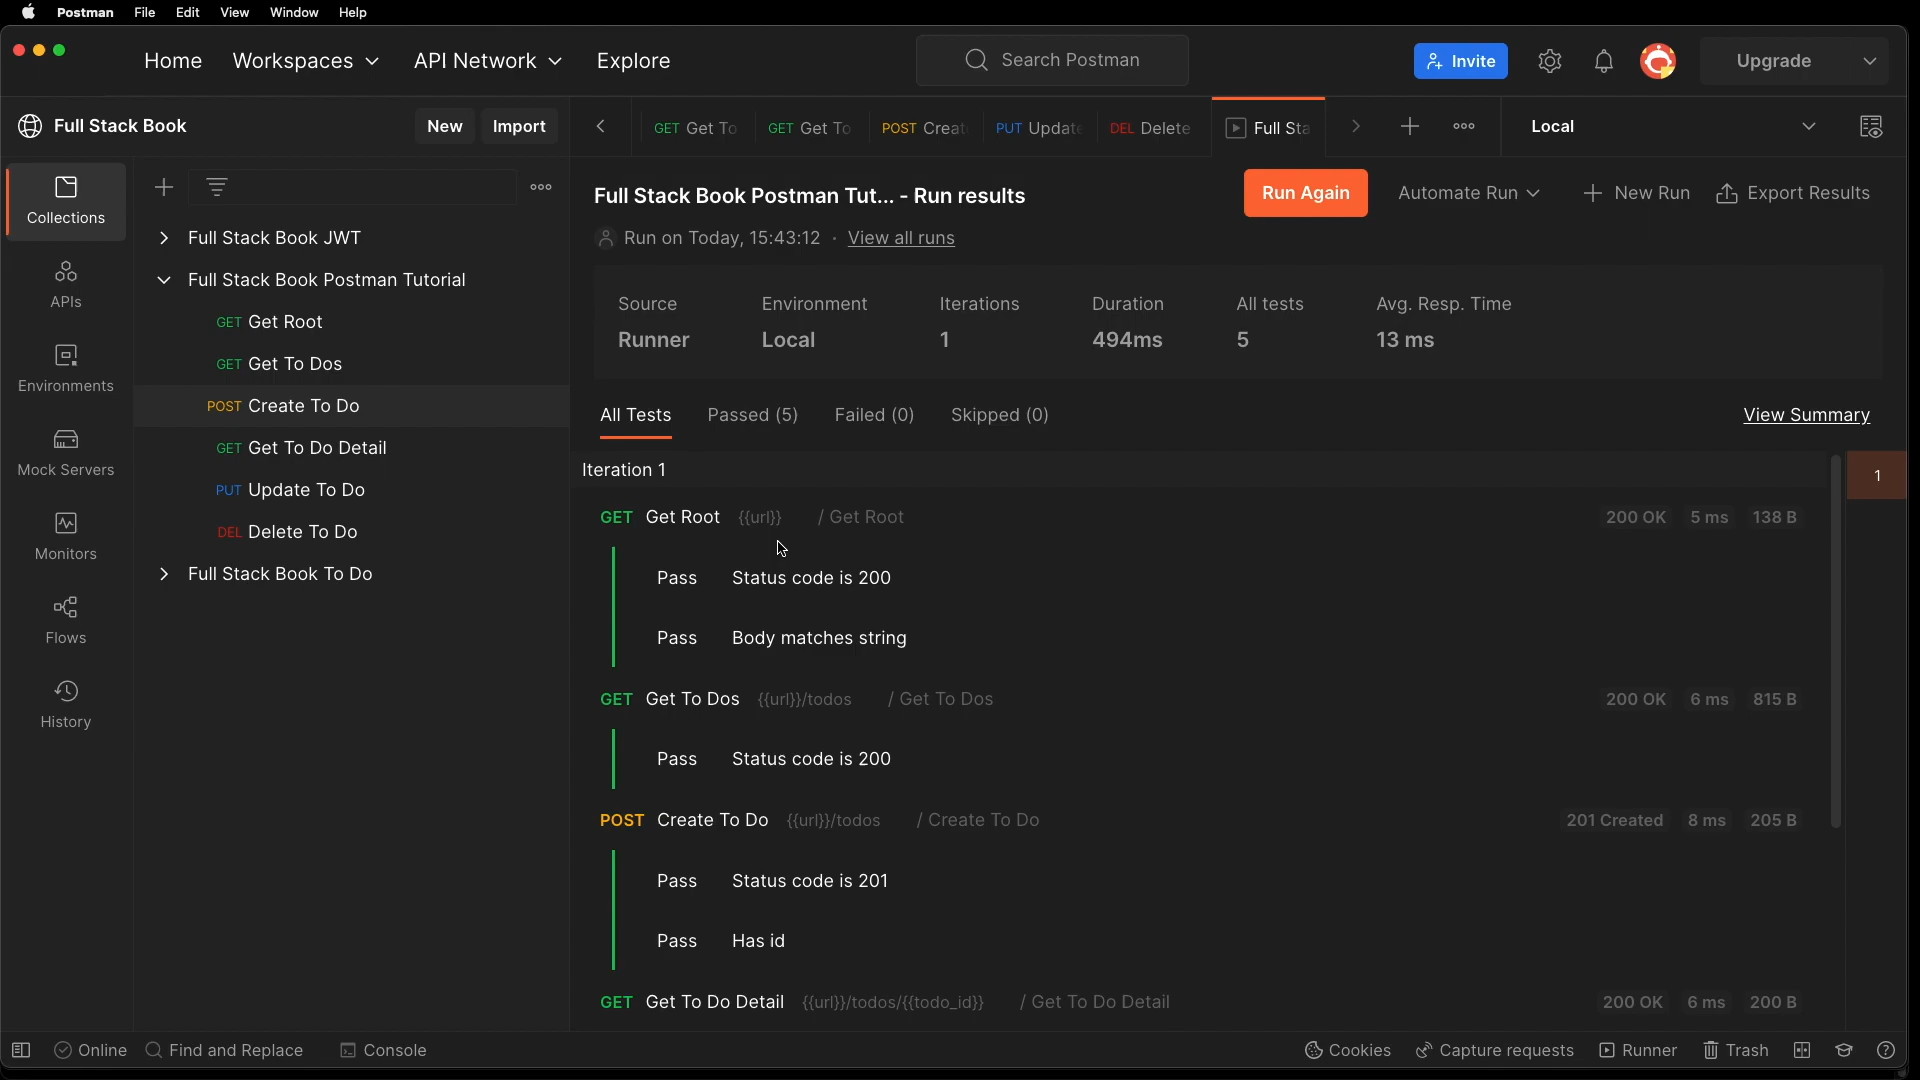 Postman File Edit View Window Help
Home Workspaces API Network Explore Search Postman Invite Upgrade
Full Stack Book New Import GET Get To GET Get To POST Creat PUT Update DEL Delete Full Sta Local
Collections
APIs
Environments
Mock Servers
Monitors
Flows
History
Full Stack Book JWT
Full Stack Book Postman Tutorial
GET Get Root
GET Get To Dos
POST Create To Do
GET Get To Do Detail
PUT Update To Do
DEL Delete To Do
Full Stack Book To Do
Full Stack Book Postman Tut... - Run results Run Again Automate Run New Run Export Results
Run on Today, 15:43:12 · View all runs
Source Environment Iterations Duration All tests Avg. Resp. Time
Runner Local 1 494ms 5 13 ms
All Tests Passed (5) Failed (0) Skipped (0) View Summary
Iteration 1 1
GET Get Root {{url}} / Get Root 200 OK 5 ms 138 B
Pass Status code is 200
Pass Body matches string
GET Get To Dos {{url}}/todos / Get To Dos 200 OK 6 ms 815 B
Pass Status code is 200
POST Create To Do {{url}}/todos / Create To Do 201 Created 8 ms 205 B
Pass Status code is 201
Pass Has id
GET Get To Do Detail {{url}}/todos/{{todo_id}} / Get To Do Detail 200 OK 6 ms 200 B
Online Find and Replace Console Cookies Capture requests Runner Trash